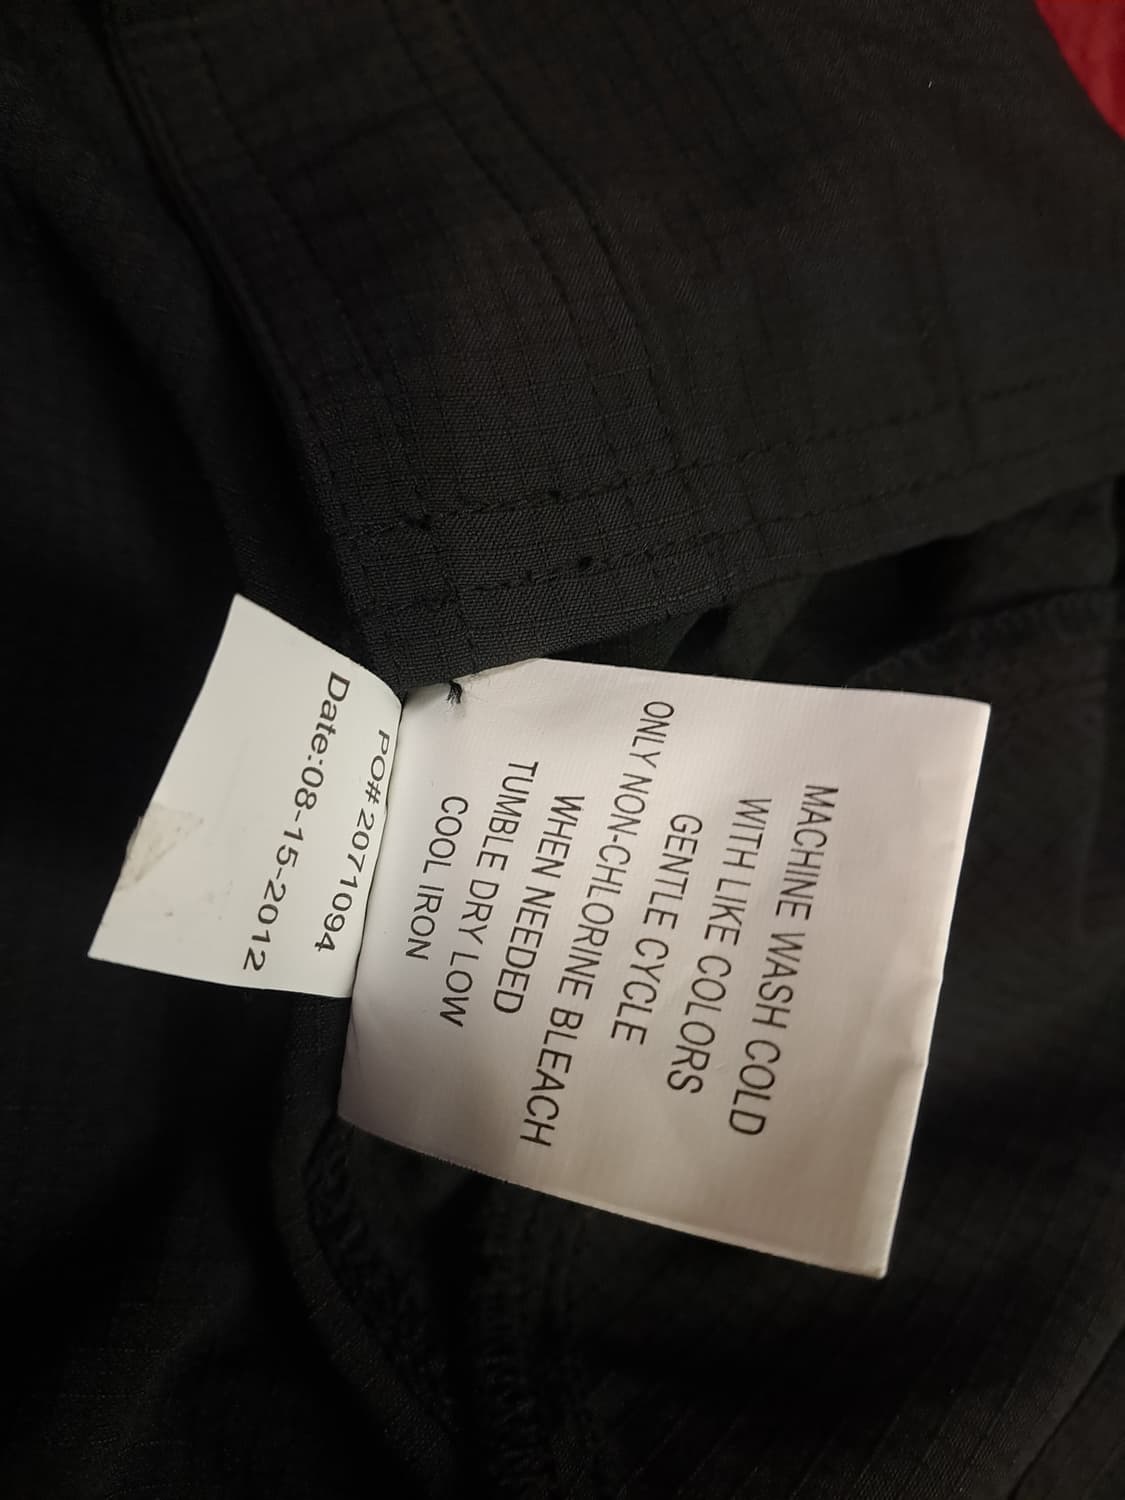 MACHINE WASH COLD
WITH LIKE COLORS
GENTLE CYCLE
ONLY NON-CHLORINE BLEACH
WHEN NEEDED
TUMBLE DRY LOW
COOL IRON
PO# 2071094
Date:08-15-2012